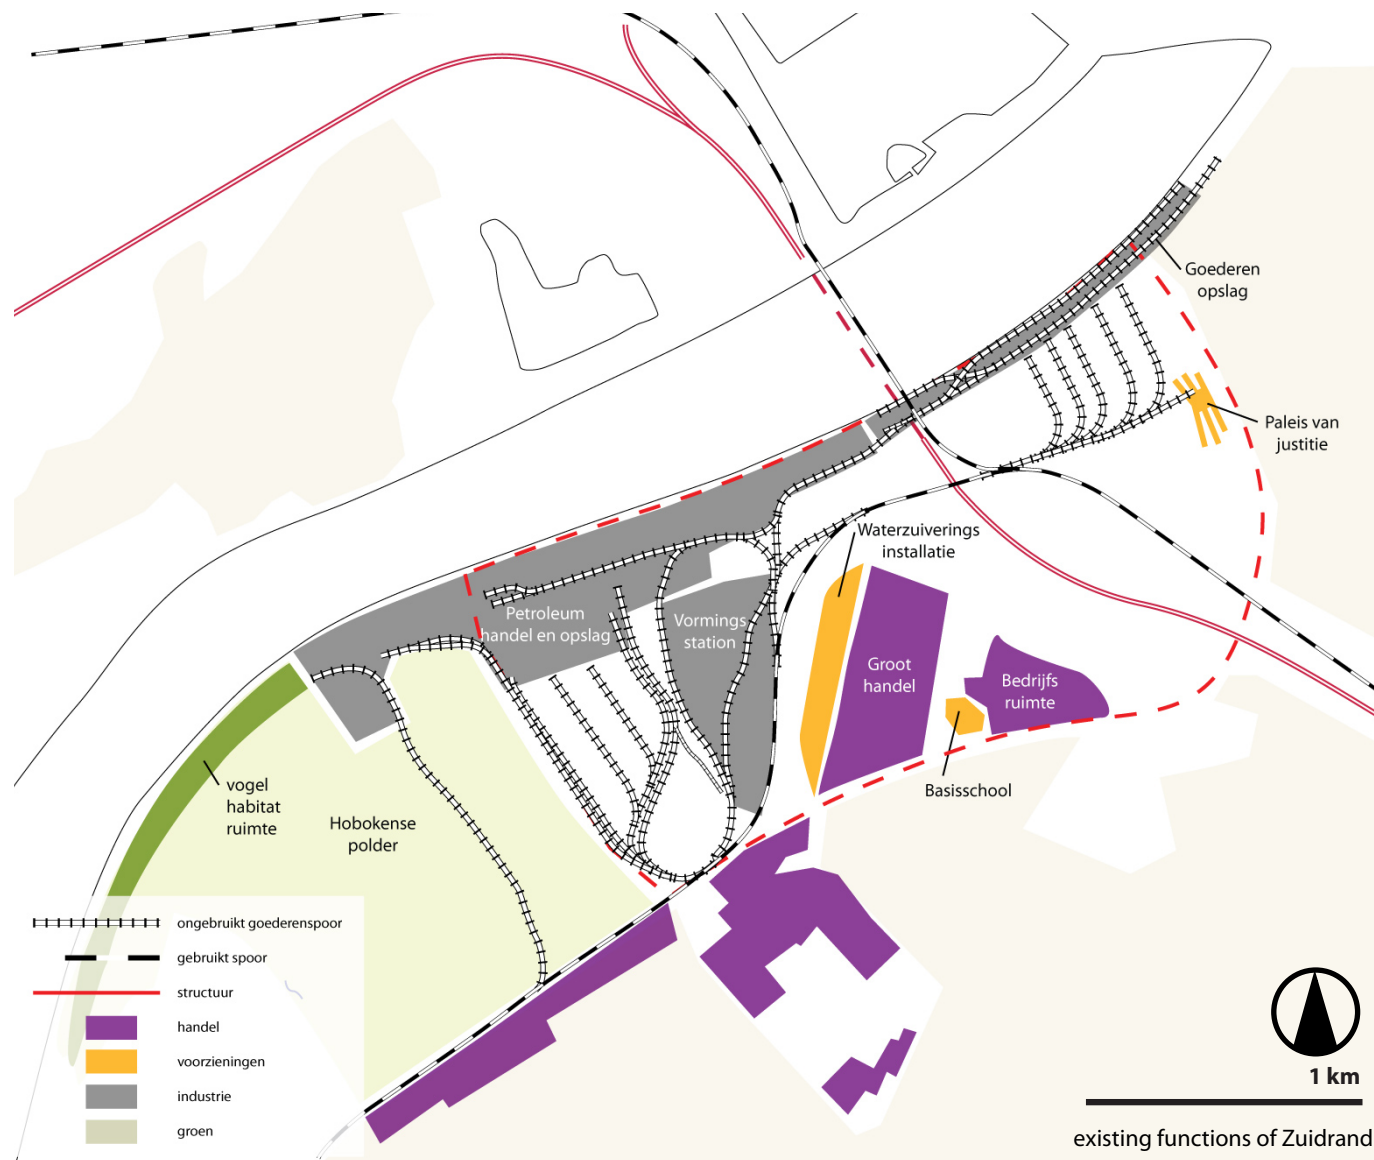 Goederen
opslag
Paleis van
justitie
Waterzuiverings
installatie
Petroleum
handel en opslag
Vormings
station
Groot
handel
Bedrijfs
ruimte
Basisschool
vogel
habitat
ruimte
Hobokense
polder
ongebruikt goederenspoor
gebruikt spoor
structuur
handel
voorzieningen
industrie
groen
1 km
existing functions of Zuidrand